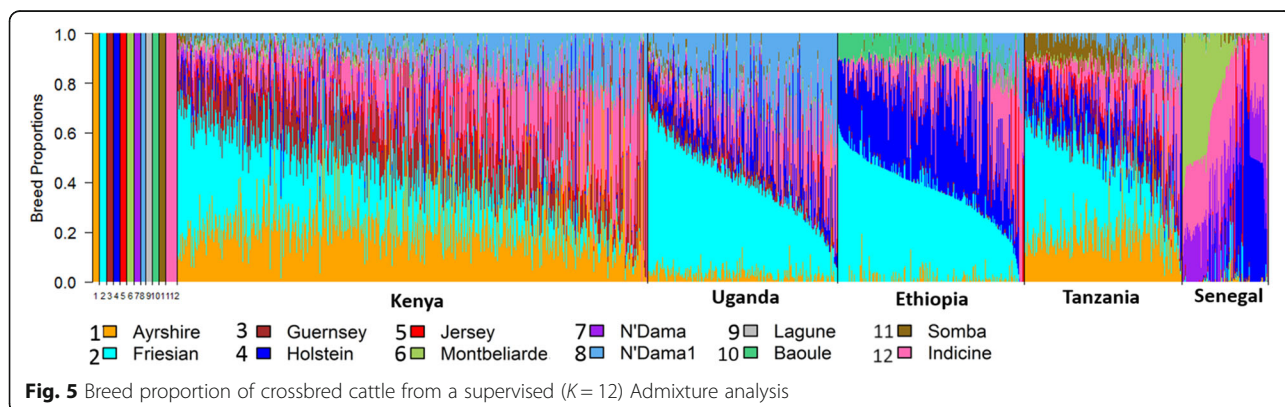 1.0
0.8
0.6
0.4
0.2
0.0
Breed Proportions
1 2 3 4 5 6 7 8 9 10 11 12
Kenya Uganda Ethiopia Tanzania Senegal
1 Ayrshire 3 Guernsey 5 Jersey 7 N'Dama 9 Lagune 11 Somba
2 Friesian 4 Holstein 6 Montbeliarde 8 N'Dama1 10 Baoule 12 Indicine
Fig. 5 Breed proportion of crossbred cattle from a supervised (K = 12) Admixture analysis